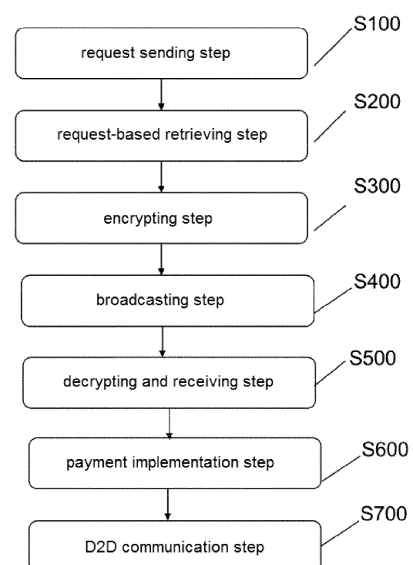 S100
request sending step
S200
request-based retrieving step
S300
encrypting step
S400
broadcasting step
S500
decrypting and receiving step
S600
payment implementation step
S700
D2D communication step